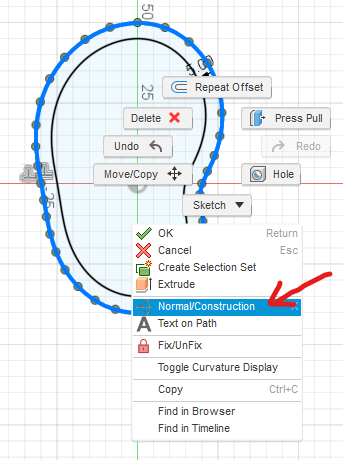 50
Repeat Offset
25
Delete
Press Pull
Undo
Redo
Move/Copy
Hole
25
Sketch
OK Return
Cancel Esc
Create Selection Set
Extrude
Normal/Construction X
Text on Path
Fix/UnFix
Toggle Curvature Display
Copy Ctrl+C
Find in Browser
Find in Timeline